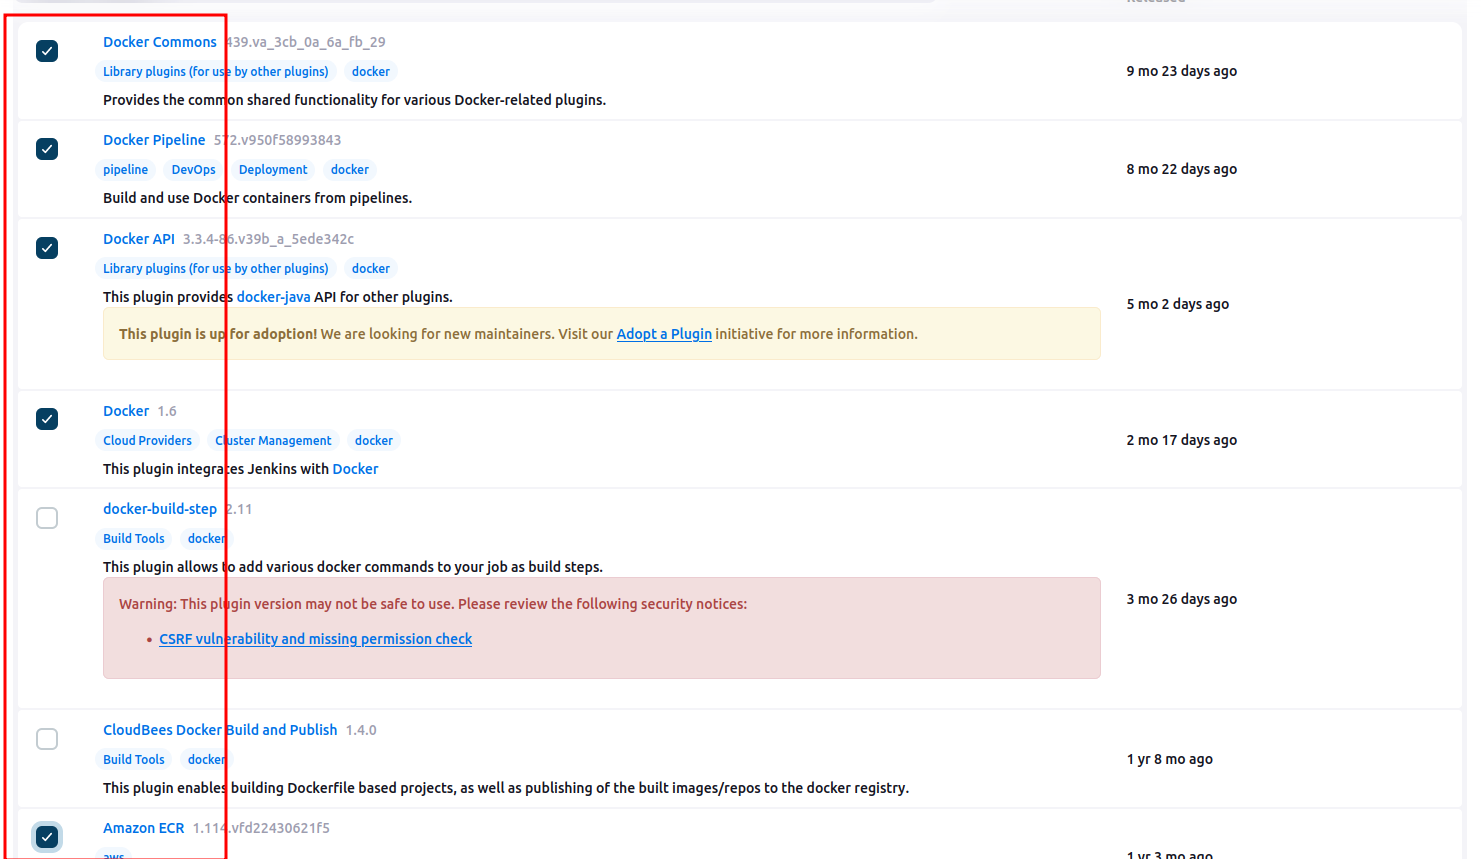 Released
Docker Commons 439.va_3cb_0a_6a_fb_29
Library plugins (for use by other plugins) docker
Provides the common shared functionality for various Docker-related plugins.
9 mo 23 days ago
Docker Pipeline 572.v950f58993843
pipeline DevOps Deployment docker
Build and use Docker containers from pipelines.
8 mo 22 days ago
Docker API 3.3.4-86.v39b_a_5ede342c
Library plugins (for use by other plugins) docker
This plugin provides docker-java API for other plugins.
This plugin is up for adoption! We are looking for new maintainers. Visit our Adopt a Plugin initiative for more information.
5 mo 2 days ago
Docker 1.6
Cloud Providers Cluster Management docker
This plugin integrates Jenkins with Docker
2 mo 17 days ago
docker-build-step 2.11
Build Tools docker
This plugin allows to add various docker commands to your job as build steps.
Warning: This plugin version may not be safe to use. Please review the following security notices:
• CSRF vulnerability and missing permission check
3 mo 26 days ago
CloudBees Docker Build and Publish 1.4.0
Build Tools docker
This plugin enables building Dockerfile based projects, as well as publishing of the built images/repos to the docker registry.
1 yr 8 mo ago
Amazon ECR 1.114.vfd22430621f5
aws
1 yr 3 mo ago